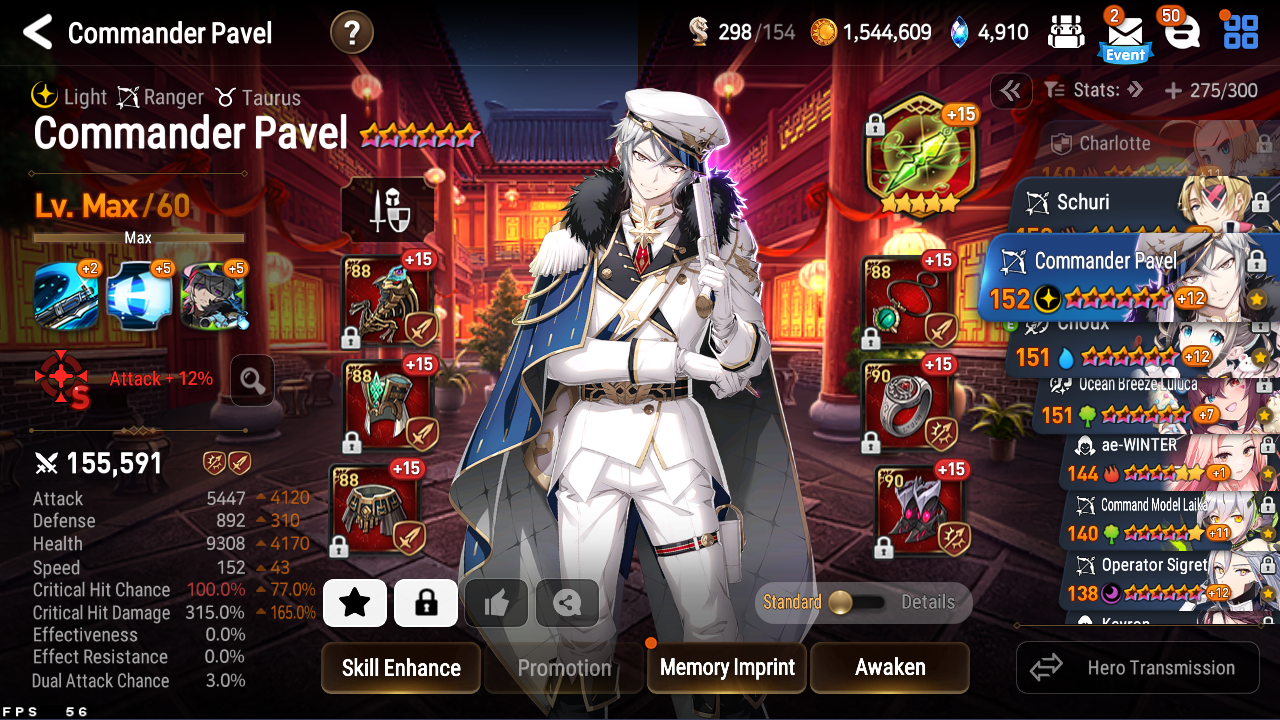 Commander Pavel
?
298/154
1,544,609
4,910
2
Event
50
Light Ranger Taurus
Commander Pavel
Stats:
275/300
Lv. Max/60
Max
+2
+5
+5
Attack + 12%
S
155,591
Attack 5447 4120
Defense 892 310
Health 9308 4170
Speed 152 43
Critical Hit Chance 100.0% 77.0%
Critical Hit Damage 315.0% 165.0%
Effectiveness 0.0%
Effect Resistance 0.0%
Dual Attack Chance 3.0%
88
+15
88
+15
88
+15
+15
88
+15
90
+15
90
+15
Charlotte
Schuri
Commander Pavel
152
+12
Choux
151
+12
Ocean Breeze Luluca
151
+7
ae-WINTER
144
+1
Command Model Laika
140
+11
Operator Sigret
138
+12
Standard
Details
Skill Enhance
Promotion
Memory Imprint
Awaken
Hero Transmission
FPS 56